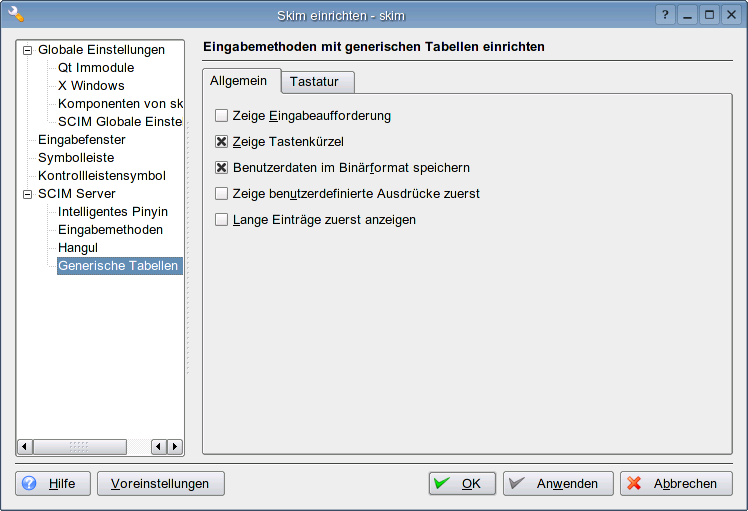 Skim einrichten - skim
Globale Einstellungen
Qt Immodule
X Windows
Komponenten von sk
SCIM Globale Einste
Eingabefenster
Symbolleiste
Kontrollleistensymbol
SCIM Server
Intelligentes Pinyin
Eingabemethoden
Hangul
Generische Tabellen
Eingabemethoden mit generischen Tabellen einrichten
Allgemein Tastatur
Zeige Eingabeaufforderung
Zeige Tastenkürzel
Benutzerdaten im Binärformat speichern
Zeige benutzerdefinierte Ausdrücke zuerst
Lange Einträge zuerst anzeigen
Hilfe Voreinstellungen OK Anwenden Abbrechen